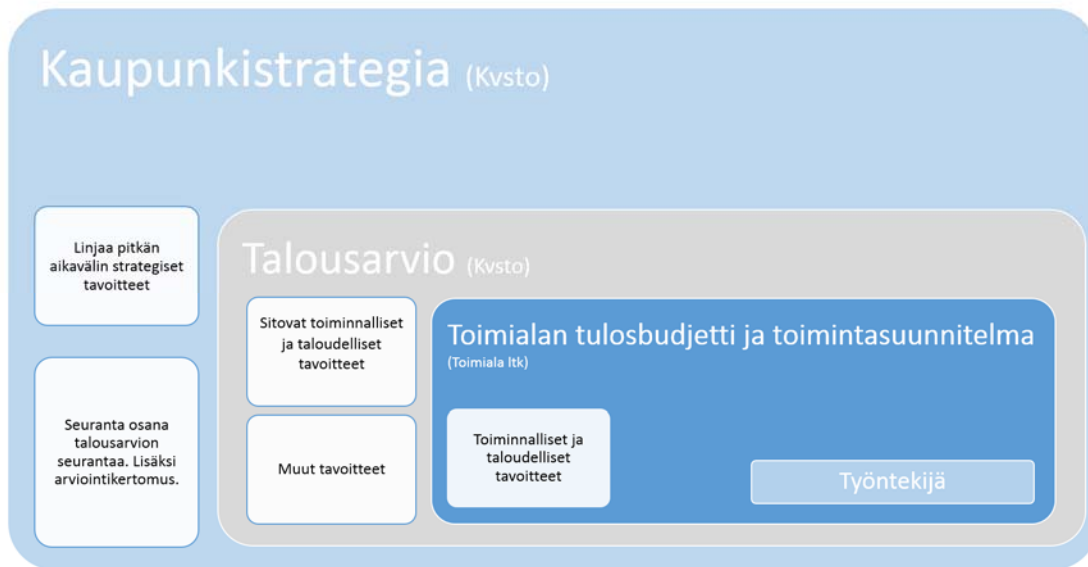 Kaupunkistrategia (Kvsto)
Linjaa pitkän
aikavälin strategiset
tavoitteet
Seuranta osana
talousarvion
seurantaa. Lisäksi
arviointikertomus.
Talousarvio (Kvsto)
Sitovat toiminnalliset
ja taloudelliset
tavoitteet
Muut tavoitteet
Toimialan tulosbudjetti ja toimintasuunnitelma
(Toimiala ltk)
Toiminnalliset ja
taloudelliset
tavoitteet
Työntekijä